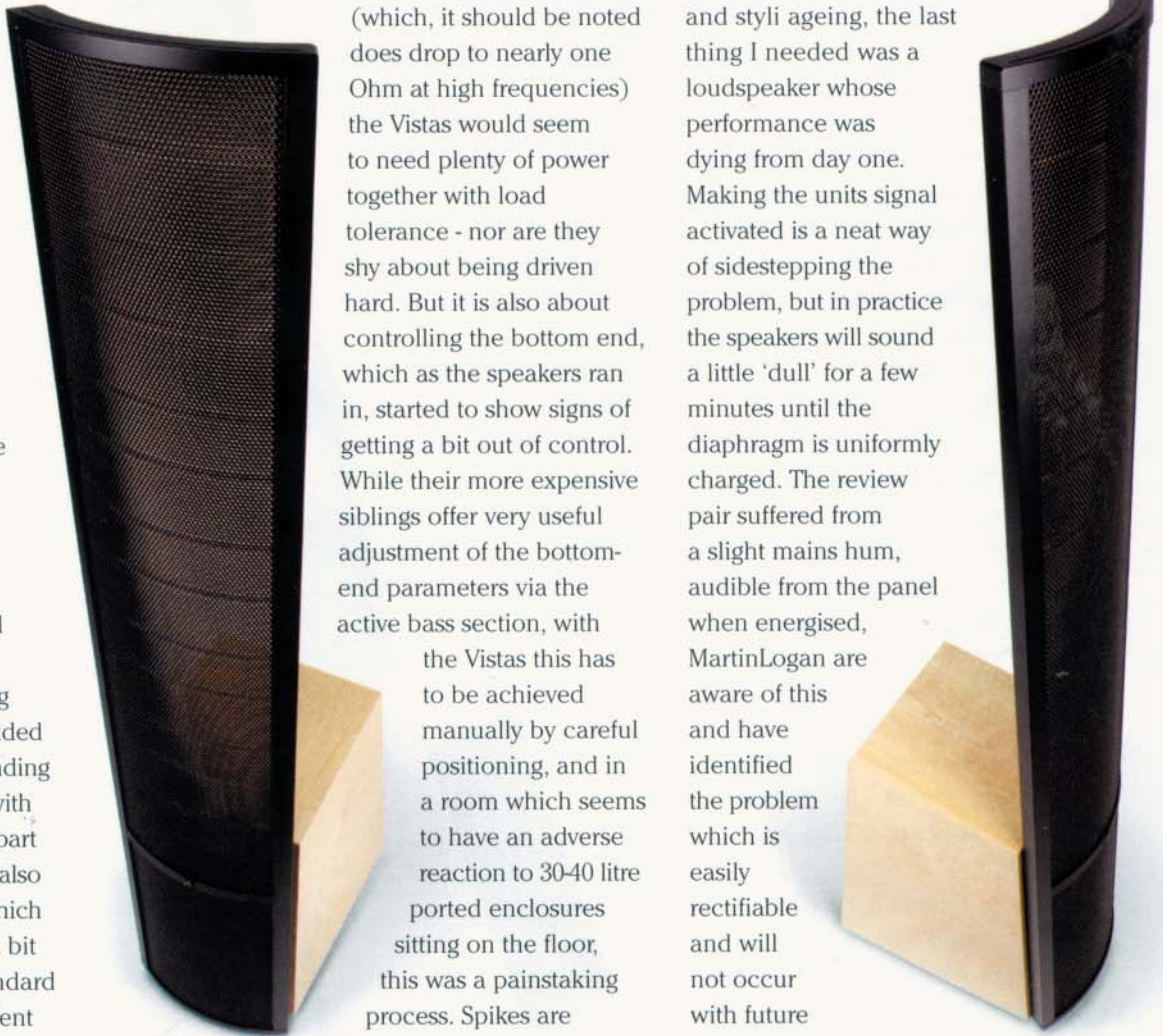 e
l
g
ded
ding
vith
part
also
hich
bit
ndard
ent
(which, it should be noted
does drop to nearly one
Ohm at high frequencies)
the Vistas would seem
to need plenty of power
together with load
tolerance - nor are they
shy about being driven
hard. But it is also about
controlling the bottom end,
which as the speakers ran
in, started to show signs of
getting a bit out of control.
While their more expensive
siblings offer very useful
adjustment of the bottom-
end parameters via the
active bass section, with
the Vistas this has
to be achieved
manually by careful
positioning, and in
a room which seems
to have an adverse
reaction to 30-40 litre
ported enclosures
sitting on the floor,
this was a painstaking
process. Spikes are
and styli ageing, the last
thing I needed was a
loudspeaker whose
performance was
dying from day one.
Making the units signal
activated is a neat way
of sidestepping the
problem, but in practice
the speakers will sound
a little ‘dull’ for a few
minutes until the
diaphragm is uniformly
charged. The review
pair suffered from
a slight mains hum,
audible from the panel
when energised,
MartinLogan are
aware of this
and have
identified
the problem
which is
easily
rectifiable
and will
not occur
with future